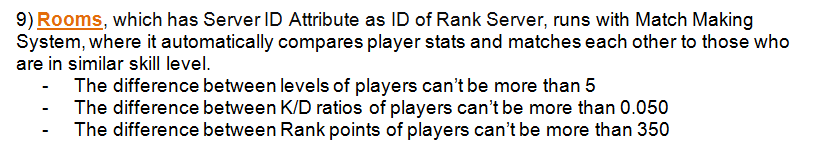 9) Rooms, which has Server ID Attribute as ID of Rank Server, runs with Match Making
System, where it automatically compares player stats and matches each other to those who
are in similar skill level.
- The difference between levels of players can’t be more than 5
- The difference between K/D ratios of players can’t be more than 0.050
- The difference between Rank points of players can’t be more than 350